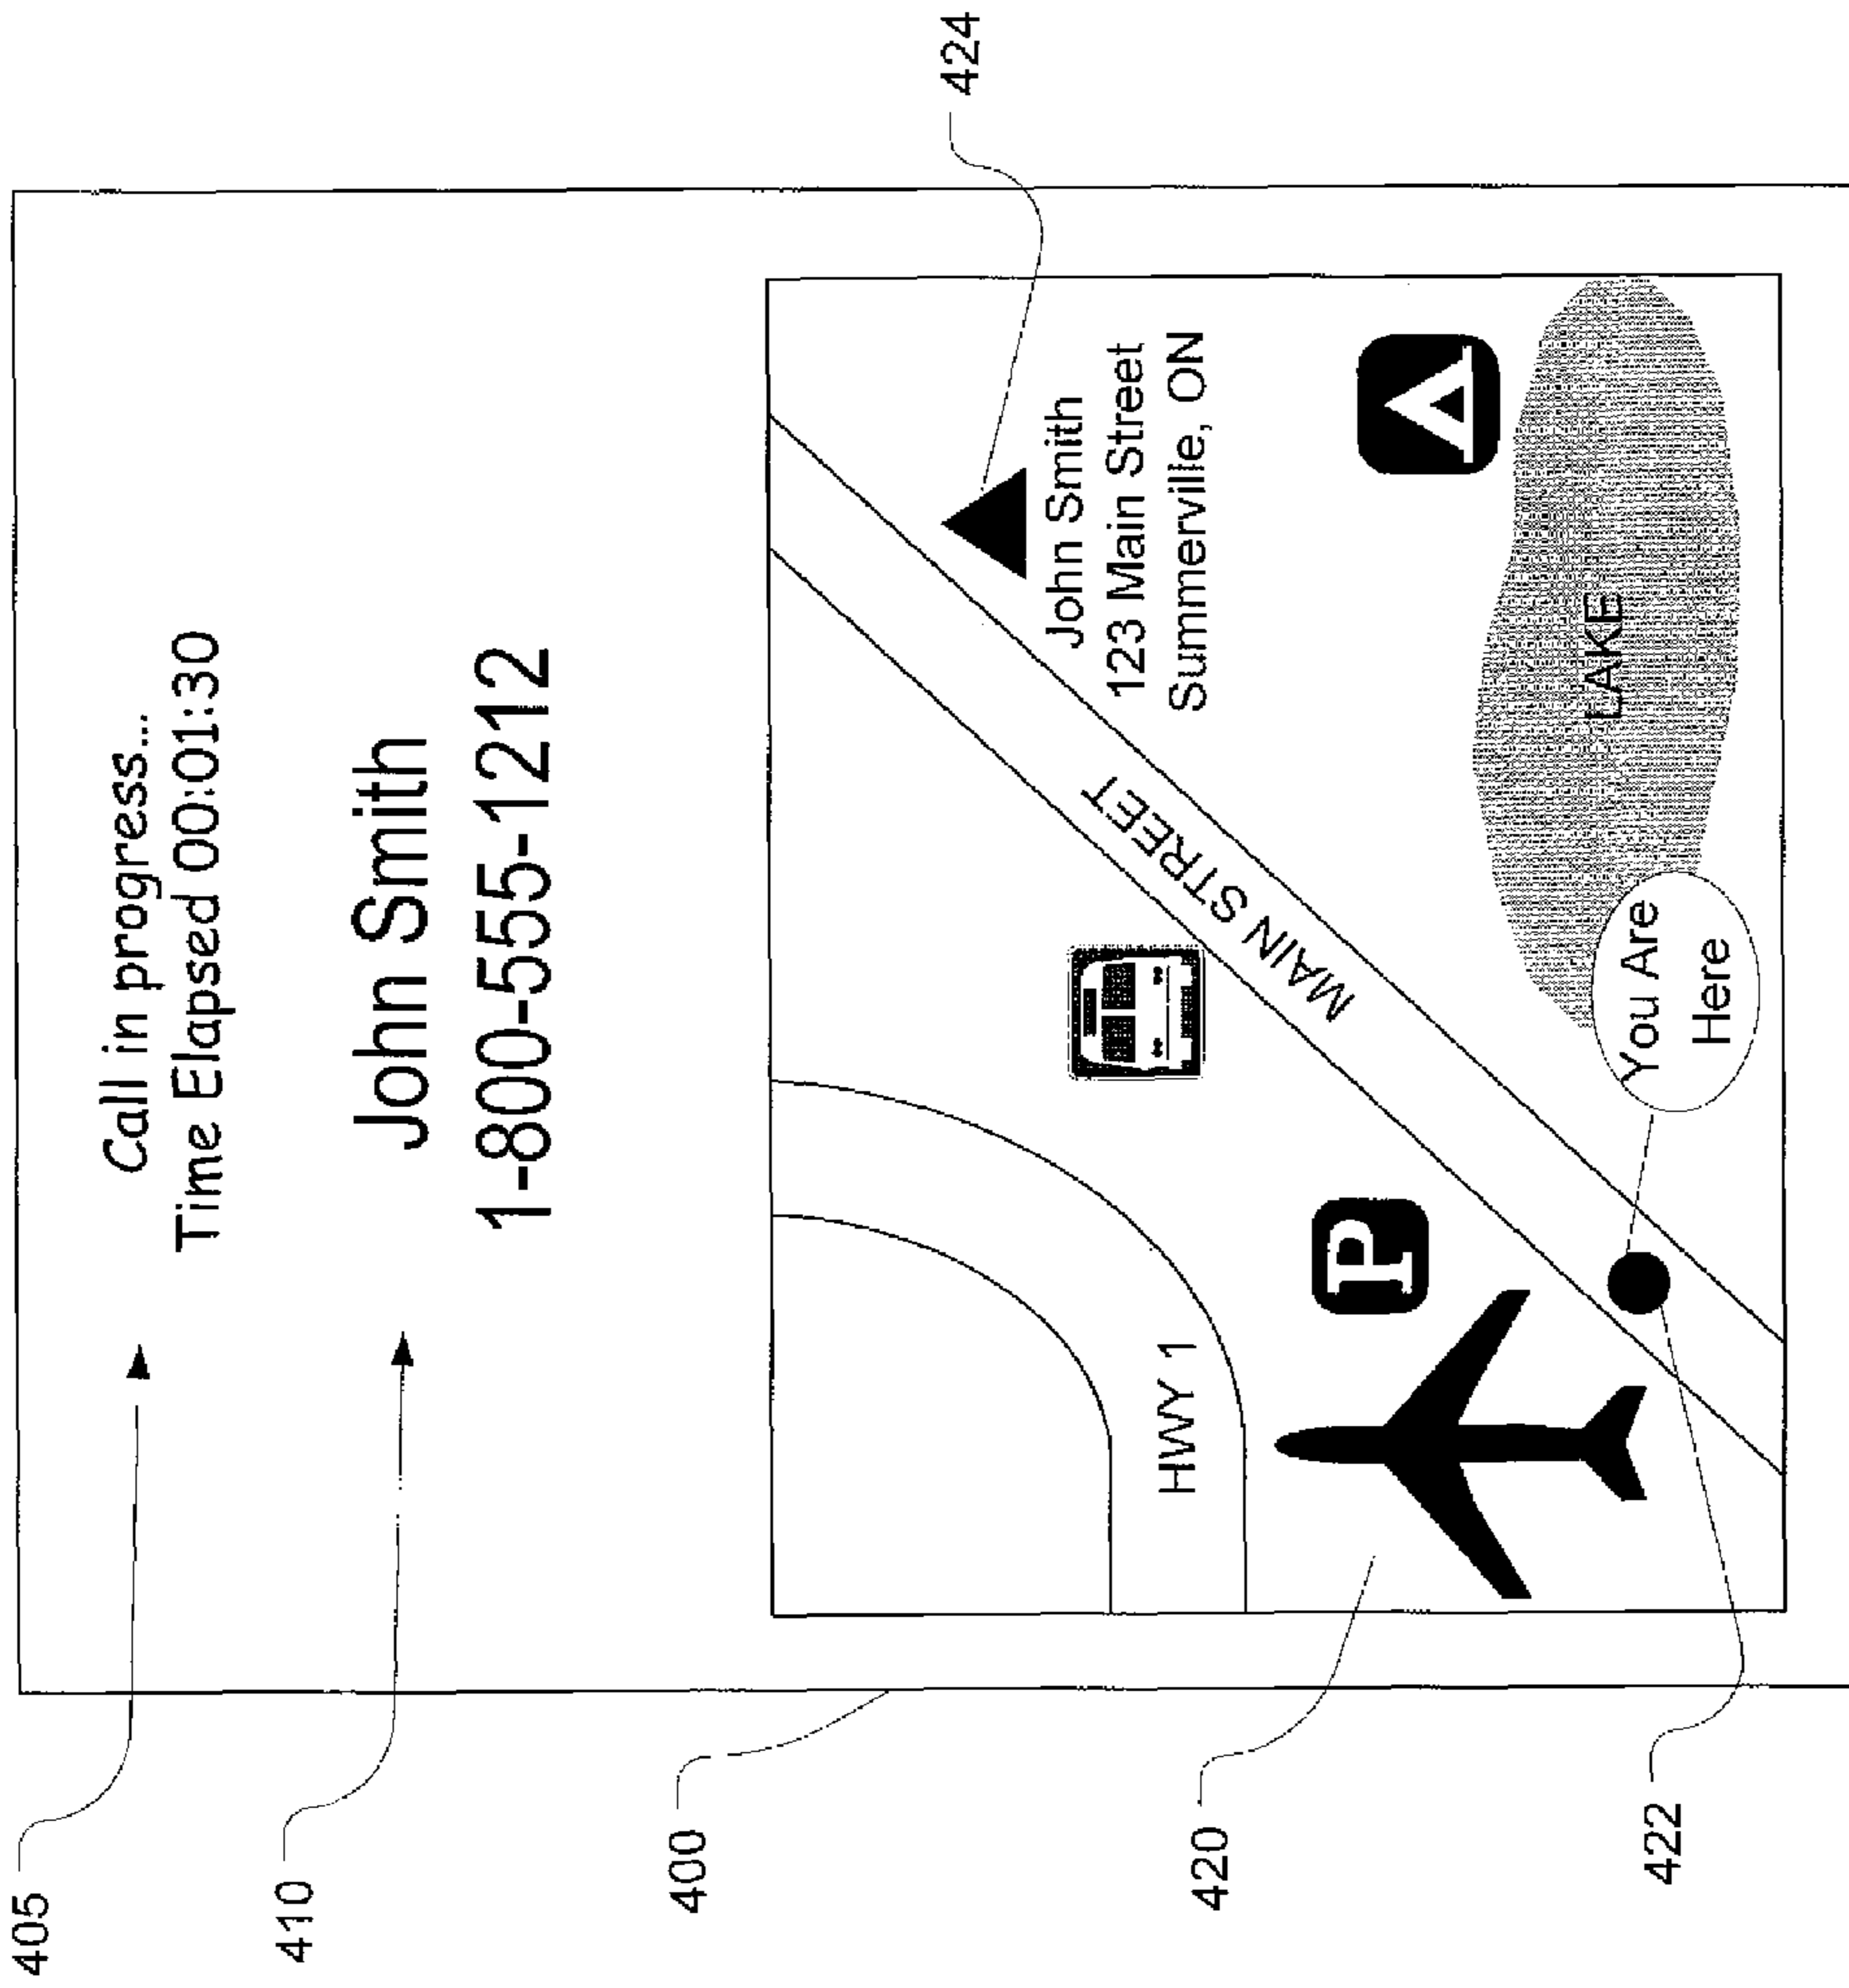 405
Call in progress...
Time Elapsed 00:01:30
410
John Smith
1-800-555-1212
400
424
John Smith
123 Main Street
Summerville, ON
MAIN STREET
HWY 1
420
P
LAKE
You Are
Here
422